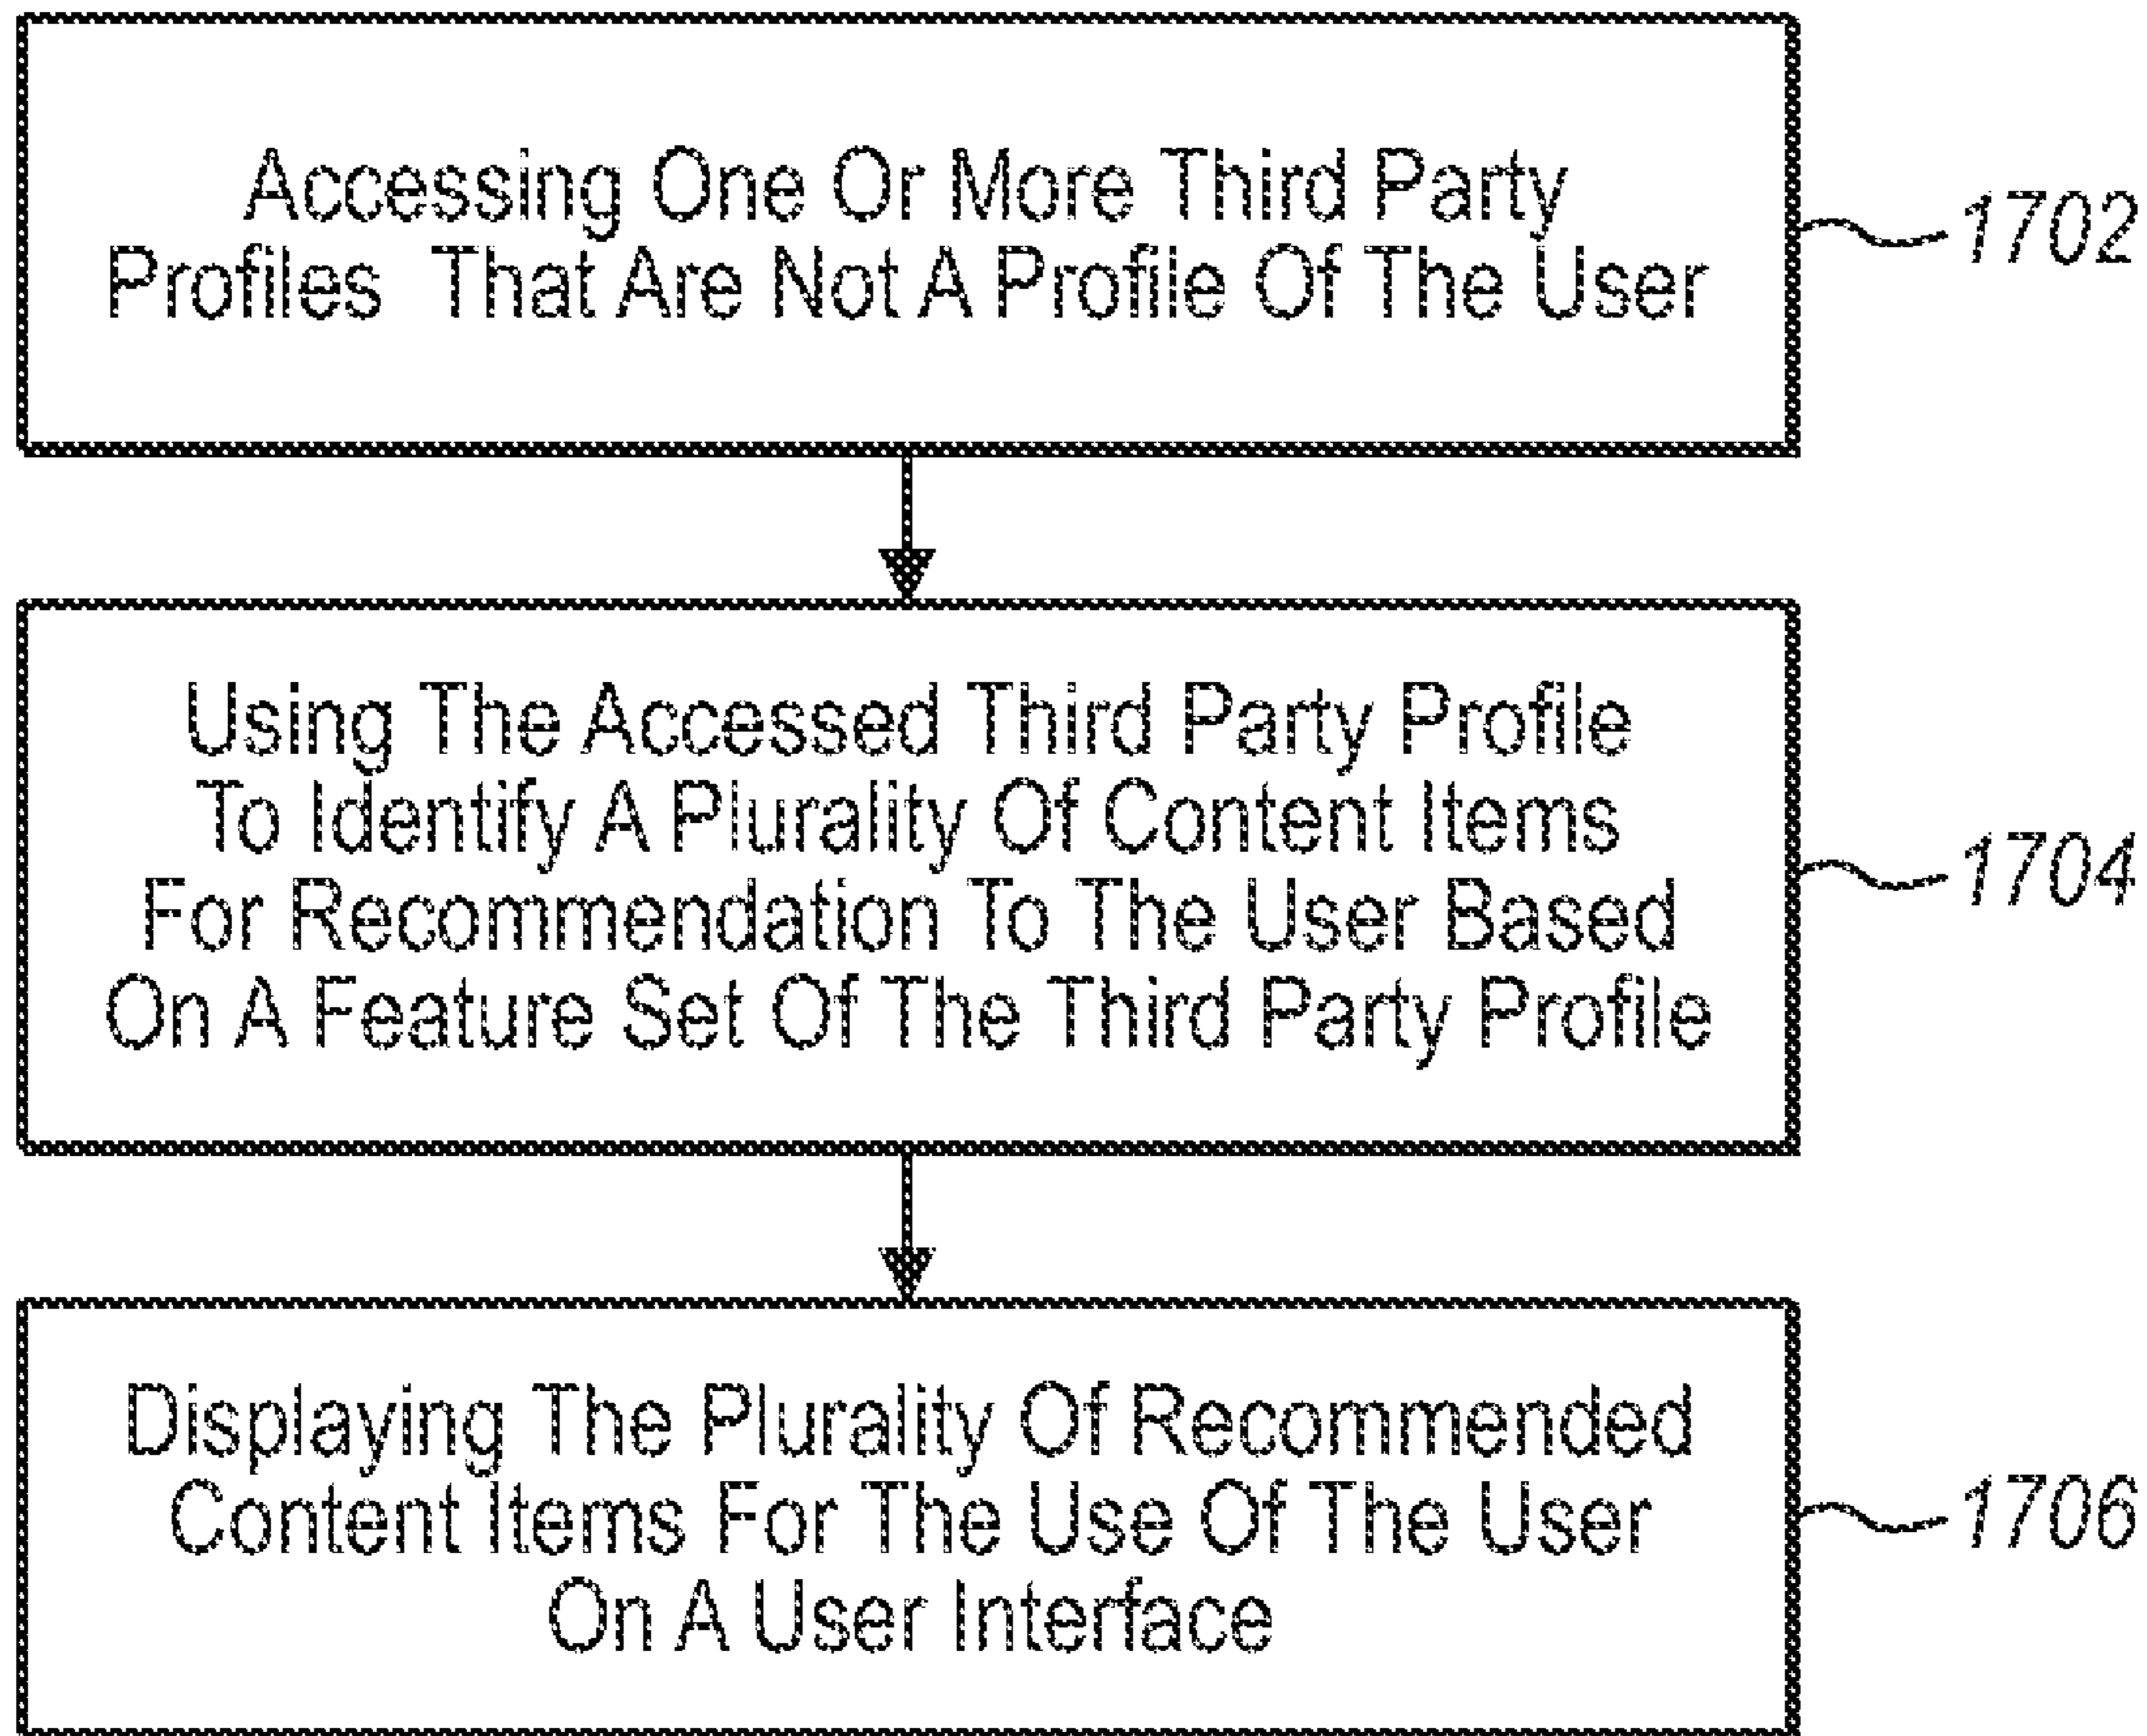 Accessing One Or More Third Party
Profiles That Are Not A Profile Of The User
1702
Using The Accessed Third Party Profile
To Identify A Plurality Of Content Items
For Recommendation To The User Based
On A Feature Set Of The Third Party Profile
1704
Displaying The Plurality Of Recommended
Content Items For The Use Of The User
On A User Interface
1706